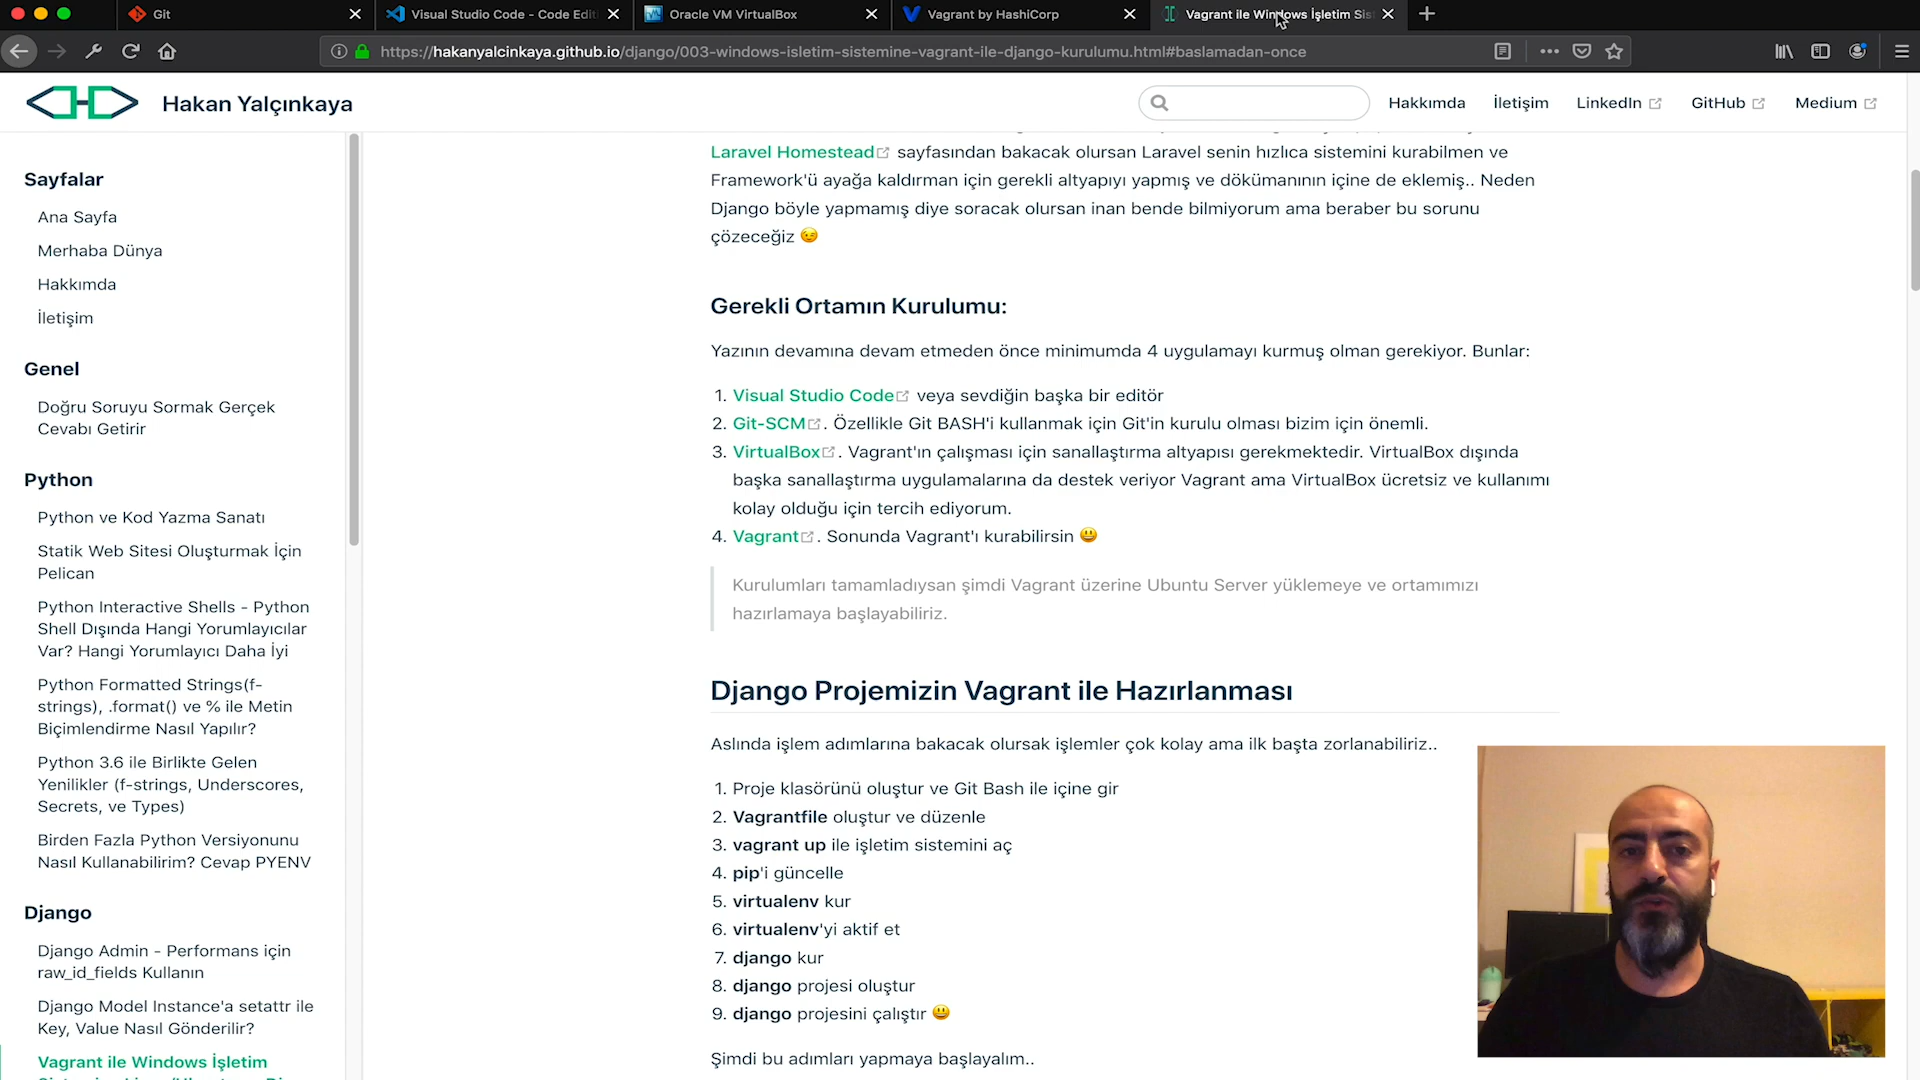 Git
Visual Studio Code - Code Edit
Oracle VM VirtualBox
Vagrant by HashiCorp
Vagrant ile Windows İşletim Sis
https://hakanyalcinkaya.github.io/django/003-windows-isletim-sistemine-vagrant-ile-django-kurulumu.html#baslamadan-once
Hakan Yalçınkaya
Hakkımda
İletişim
LinkedIn
GitHub
Medium
Sayfalar
Ana Sayfa
Merhaba Dünya
Hakkımda
İletişim
Genel
Doğru Soruyu Sormak Gerçek
Cevabı Getirir
Python
Python ve Kod Yazma Sanatı
Statik Web Sitesi Oluşturmak İçin
Pelican
Python Interactive Shells - Python
Shell Dışında Hangi Yorumlayıcılar
Var? Hangi Yorumlayıcı Daha İyi
Python Formatted Strings(f-
strings), .format() ve % ile Metin
Biçimlendirme Nasıl Yapılır?
Python 3.6 ile Birlikte Gelen
Yenilikler (f-strings, Underscores,
Secrets, ve Types)
Birden Fazla Python Versiyonunu
Nasıl Kullanabilirim? Cevap PYENV
Django
Django Admin - Performans için
raw_id_fields Kullanın
Django Model Instance'a setattr ile
Key, Value Nasıl Gönderilir?
Vagrant ile Windows İşletim
Laravel Homestead sayfasından bakacak olursan Laravel senin hızlıca sistemini kurabilmen ve
Framework'ü ayağa kaldırman için gerekli altyapıyı yapmış ve dökümanının içine de eklemiş.. Neden
Django böyle yapmamış diye soracak olursan inan bende bilmiyorum ama beraber bu sorunu
çözeceğiz 😉
Gerekli Ortamın Kurulumu:
Yazının devamına devam etmeden önce minimumda 4 uygulamayı kurmuş olman gerekiyor. Bunlar:
1. Visual Studio Code veya sevdiğin başka bir editör
2. Git-SCM. Özellikle Git BASH'i kullanmak için Git'in kurulu olması bizim için önemli.
3. VirtualBox. Vagrant'ın çalışması için sanallaştırma altyapısı gerekmektedir. VirtualBox dışında
başka sanallaştırma uygulamalarına da destek veriyor Vagrant ama VirtualBox ücretsiz ve kullanımı
kolay olduğu için tercih ediyorum.
4. Vagrant. Sonunda Vagrant'ı kurabilirsin 😃
Kurulumları tamamladıysan şimdi Vagrant üzerine Ubuntu Server yüklemeye ve ortamımızı
hazırlamaya başlayabiliriz.
Django Projemizin Vagrant ile Hazırlanması
Aslında işlem adımlarına bakacak olursak işlemler çok kolay ama ilk başta zorlanabiliriz..
1. Proje klasörünü oluştur ve Git Bash ile içine gir
2. Vagrantfile oluştur ve düzenle
3. vagrant up ile işletim sistemini aç
4. pip'i güncelle
5. virtualenv kur
6. virtualenv'yi aktif et
7. django kur
8. django projesi oluştur
9. django projesini çalıştır 😃
Şimdi bu adımları yapmaya başlayalım..